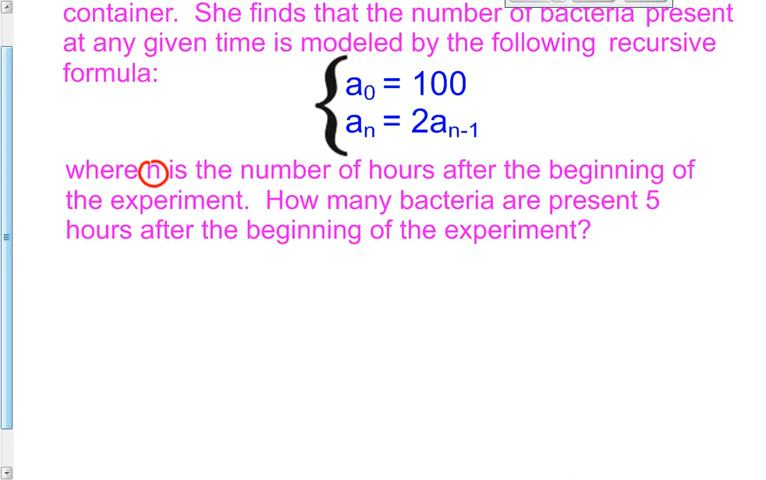 container. She finds that the number of bacteria present
at any given time is modeled by the following recursive
formula:
a₀ = 100
aₙ = 2aₙ₋₁
where n is the number of hours after the beginning of
the experiment. How many bacteria are present 5
hours after the beginning of the experiment?